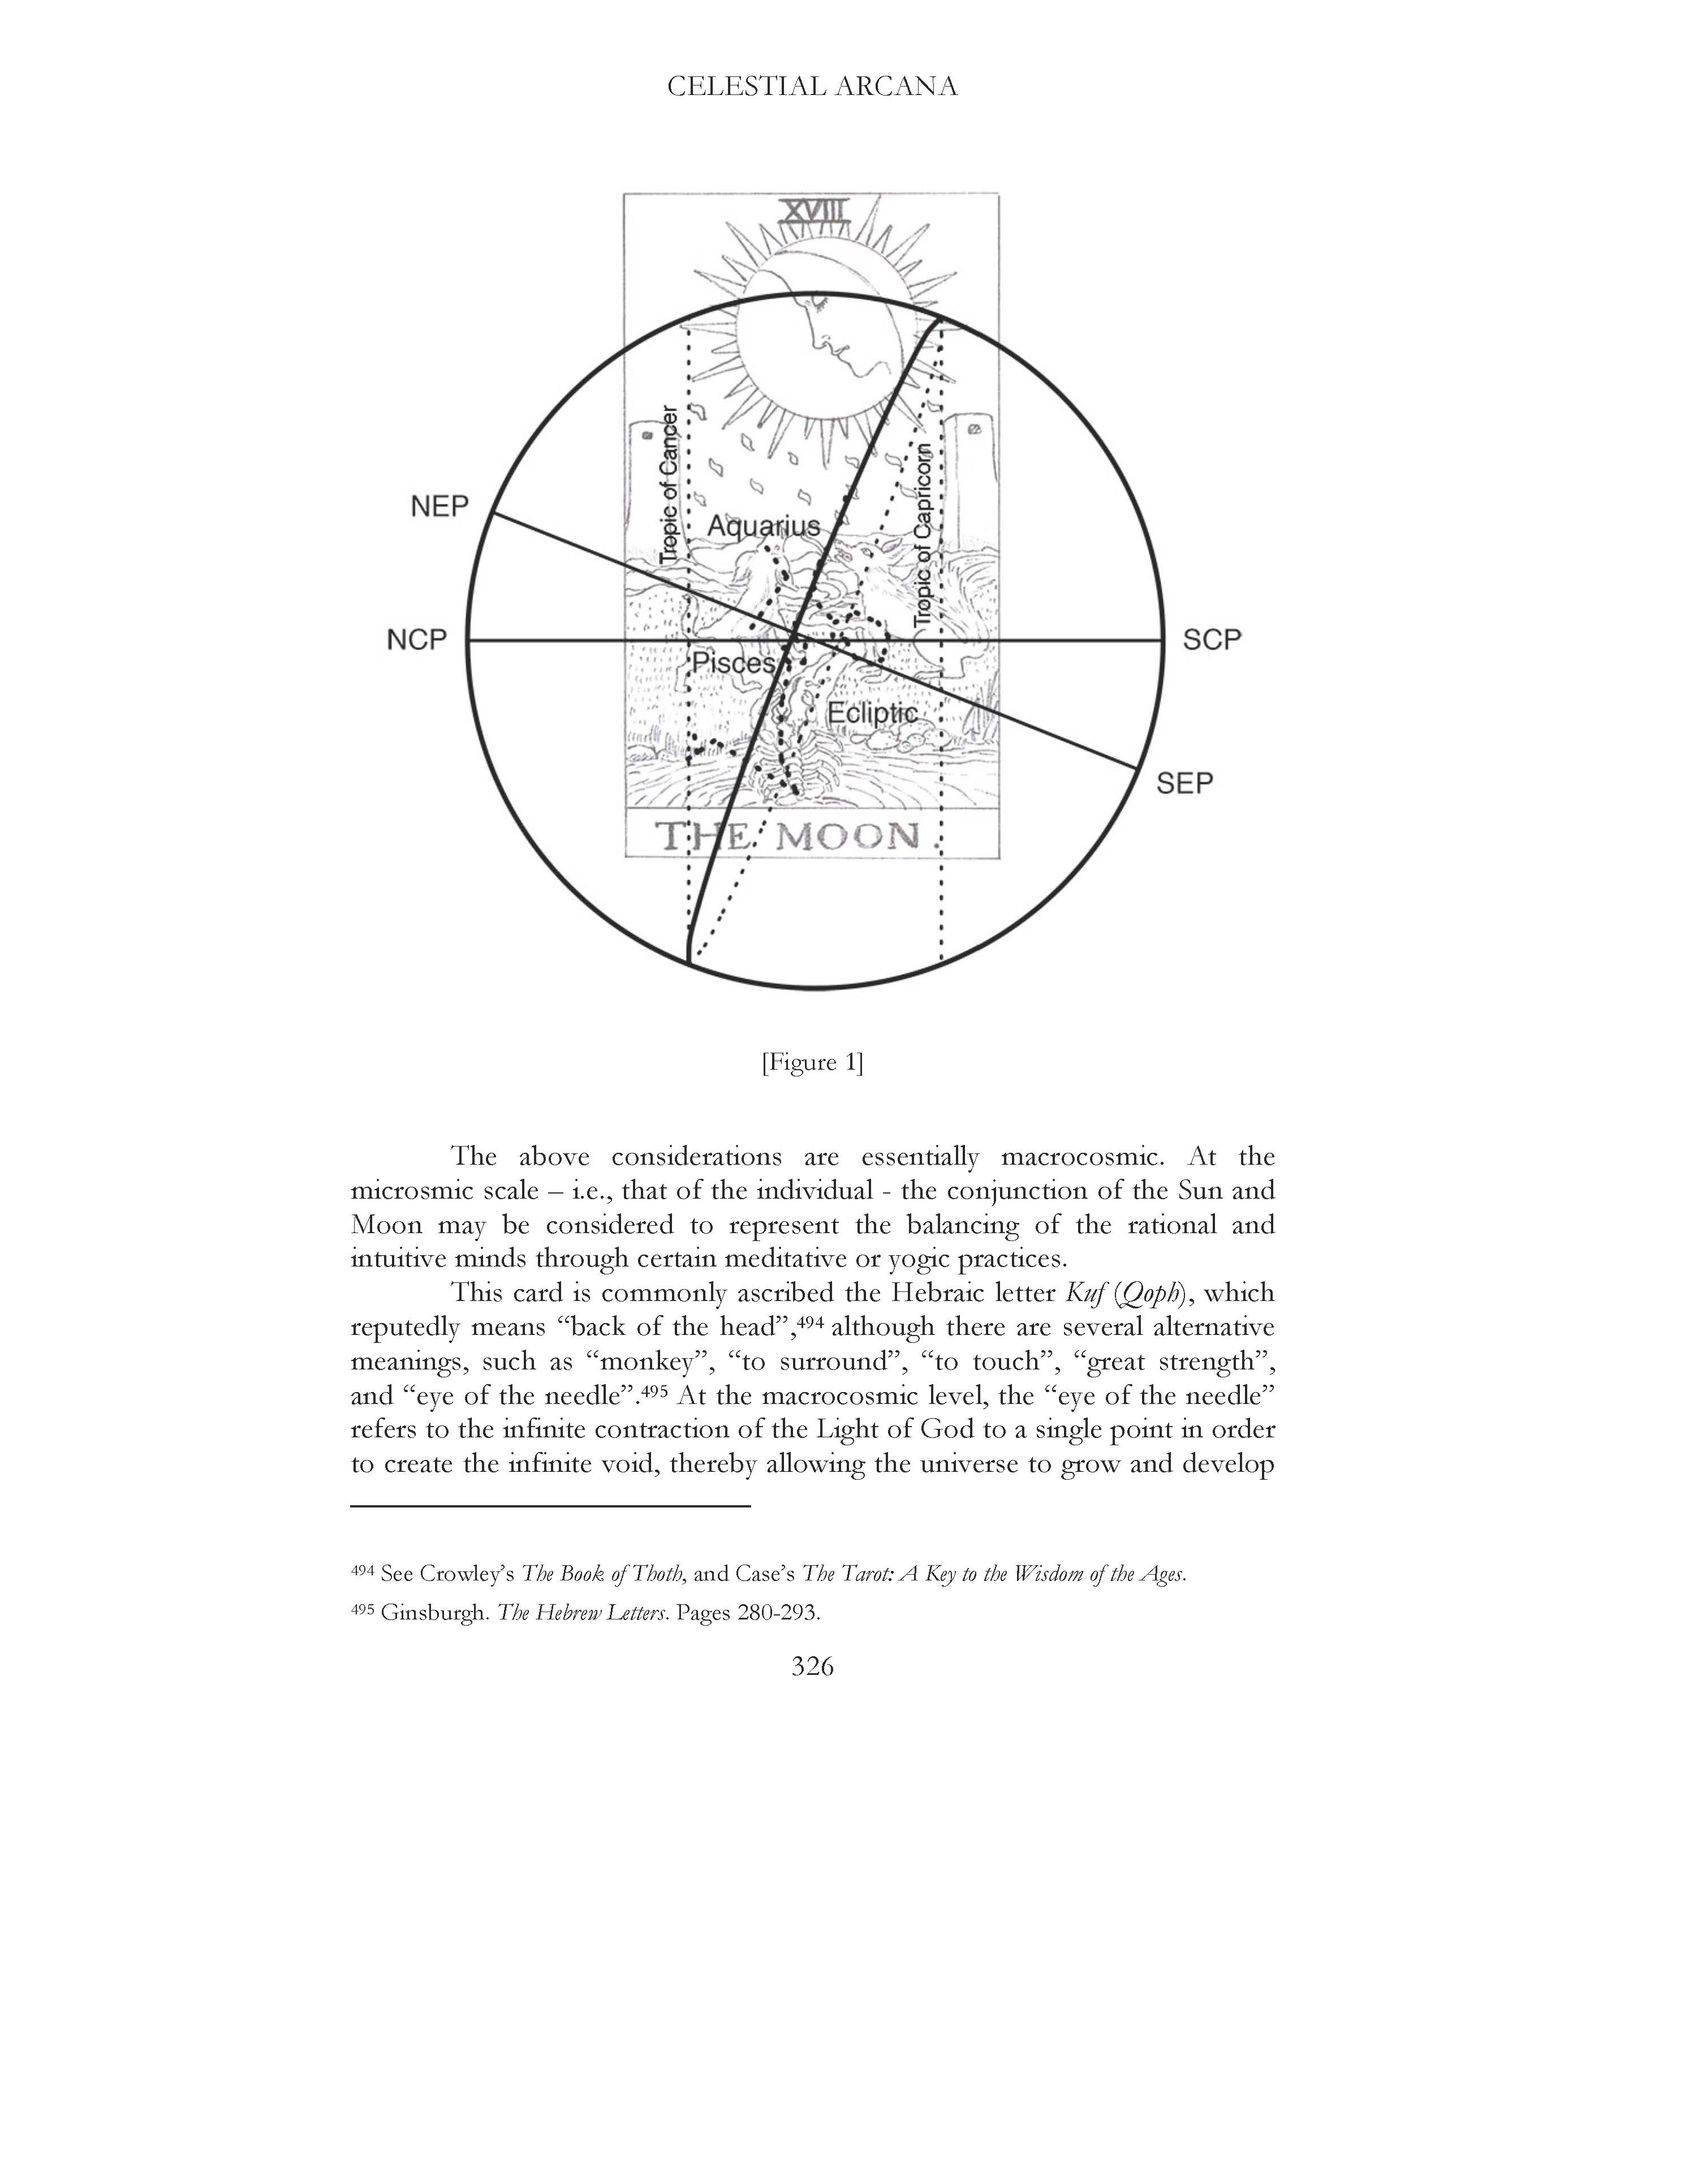 CELESTIAL ARCANA
XVIII
Tropic of Cancer
Tropic of Capricorn
NEP
Aquarius
NCP
SCP
Pisces
Ecliptic
SEP
THE MOON.
[Figure 1]
The above considerations are essentially macrocosmic. At the
microsmic scale – i.e., that of the individual - the conjunction of the Sun and
Moon may be considered to represent the balancing of the rational and
intuitive minds through certain meditative or yogic practices.
This card is commonly ascribed the Hebraic letter Kuf (Qoph), which
reputedly means “back of the head”,494 although there are several alternative
meanings, such as “monkey”, “to surround”, “to touch”, “great strength”,
and “eye of the needle”.495 At the macrocosmic level, the “eye of the needle”
refers to the infinite contraction of the Light of God to a single point in order
to create the infinite void, thereby allowing the universe to grow and develop
494 See Crowley’s The Book of Thoth, and Case’s The Tarot: A Key to the Wisdom of the Ages.
495 Ginsburgh. The Hebrew Letters. Pages 280-293.
326